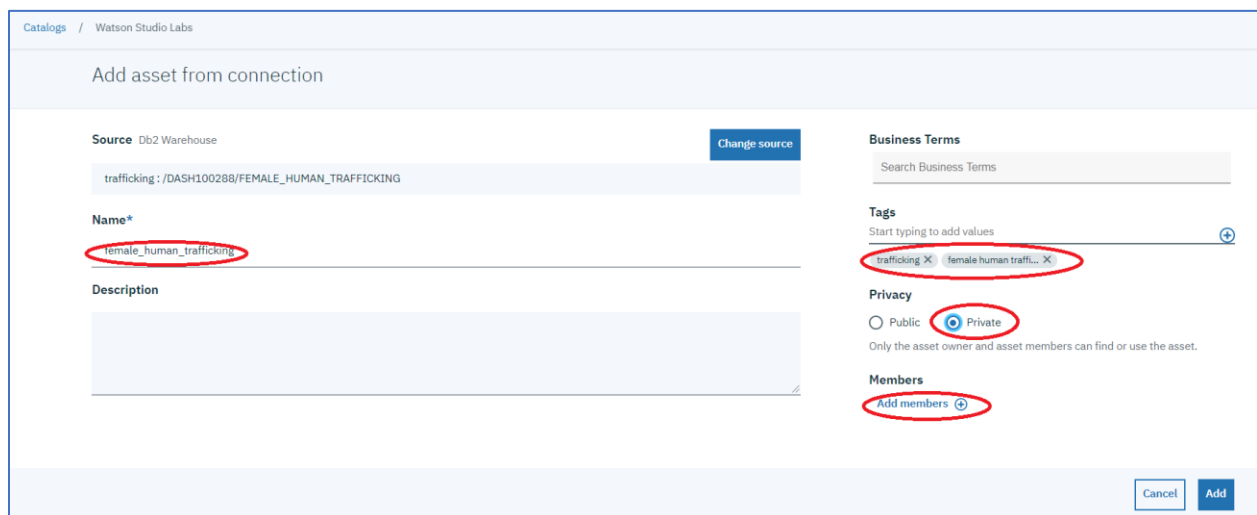 Catalogs / Watson Studio Labs
Add asset from connection
Source Db2 Warehouse
Change source
trafficking : /DASH100288/FEMALE_HUMAN_TRAFFICKING
Name*
female_human_trafficking
Description
Business Terms
Search Business Terms
Tags
Start typing to add values
trafficking X female human traffi... X
Privacy
Public Private
Only the asset owner and asset members can find or use the asset.
Members
Add members
Cancel Add